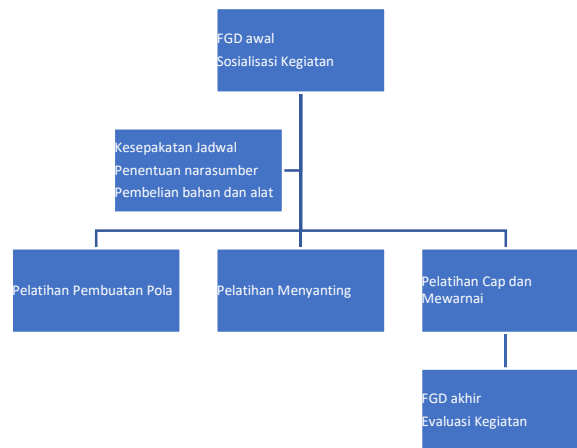 FGD awal
Sosialisasi Kegiatan
Kesepakatan Jadwal
Penentuan narasumber
Pembelian bahan dan alat
Pelatihan Pembuatan Pola
Pelatihan Menyanting
Pelatihan Cap dan
Mewarnai
FGD akhir
Evaluasi Kegiatan